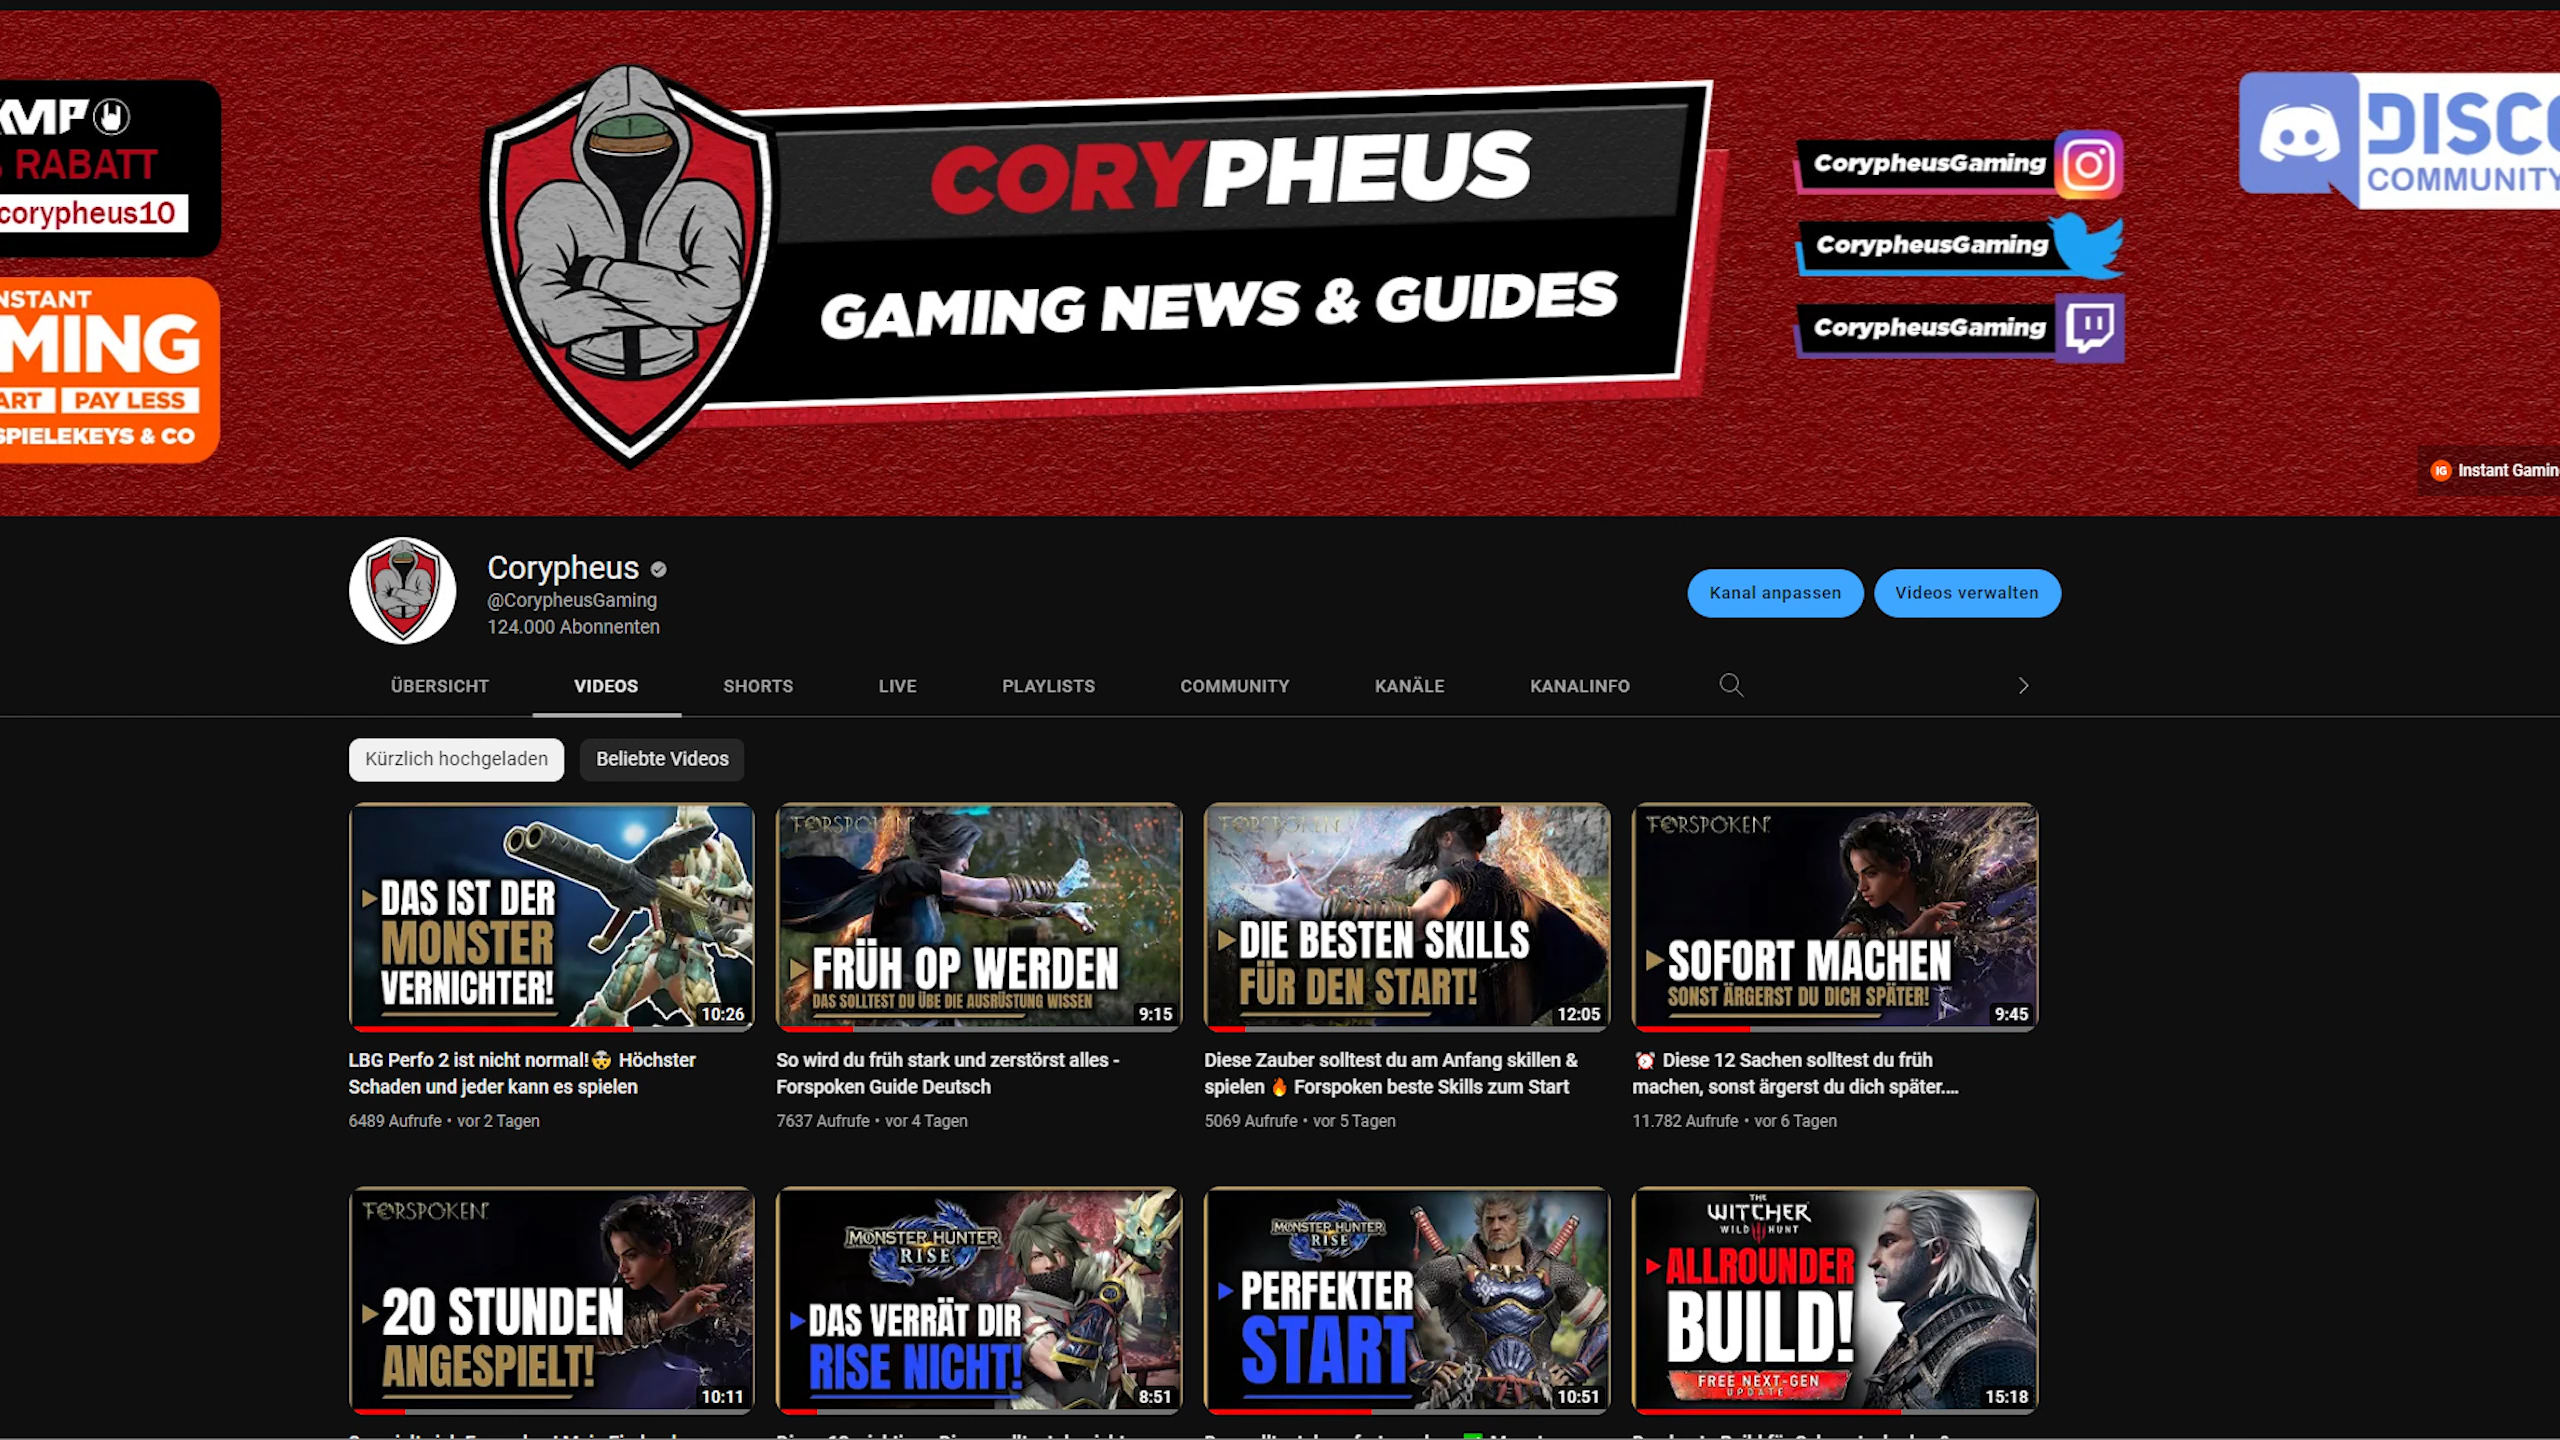 RABATT
corypheus10
NSTANT
MING
ART PAY LESS
SPIELEKEYS & CO
CORYPHEUS
GAMING NEWS & GUIDES
CorypheusGaming
CorypheusGaming
CorypheusGaming
DISCO
COMMUNITY
IG Instant Gamin
Corypheus
@CorypheusGaming
124.000 Abonnenten
Kanal anpassen
Videos verwalten
ÜBERSICHT
VIDEOS
SHORTS
LIVE
PLAYLISTS
COMMUNITY
KANÄLE
KANALINFO
Kürzlich hochgeladen
Beliebte Videos
DAS IST DER
MONSTER
VERNICHTER!
10:26
LBG Perfo 2 ist nicht normal!🤯 Höchster
Schaden und jeder kann es spielen
6489 Aufrufe • vor 2 Tagen
FORSPOKEN
FRÜH OP WERDEN
DAS SOLLTEST DU ÜBE DIE AUSRÜSTUNG WISSEN
9:15
So wird du früh stark und zerstörst alles -
Forspoken Guide Deutsch
7637 Aufrufe • vor 4 Tagen
FORSPOKEN
DIE BESTEN SKILLS
FÜR DEN START!
12:05
Diese Zauber solltest du am Anfang skillen &
spielen 🔥 Forspoken beste Skills zum Start
5069 Aufrufe • vor 5 Tagen
FORSPOKEN
SOFORT MACHEN
SONST ÄRGERST DU DICH SPÄTER!
9:45
⏰ Diese 12 Sachen solltest du früh
machen, sonst ärgerst du dich später....
11.782 Aufrufe • vor 6 Tagen
FORSPOKEN
20 STUNDEN
ANGESPIELT!
10:11
MONSTER HUNTER
RISE
DAS VERRÄT DIR
RISE NICHT!
8:51
MONSTER HUNTER
RISE
PERFEKTER
START
10:51
THE
WITCHER
WILD HUNT
ALLROUNDER
BUILD!
FREE NEXT-GEN
UPDATE
15:18